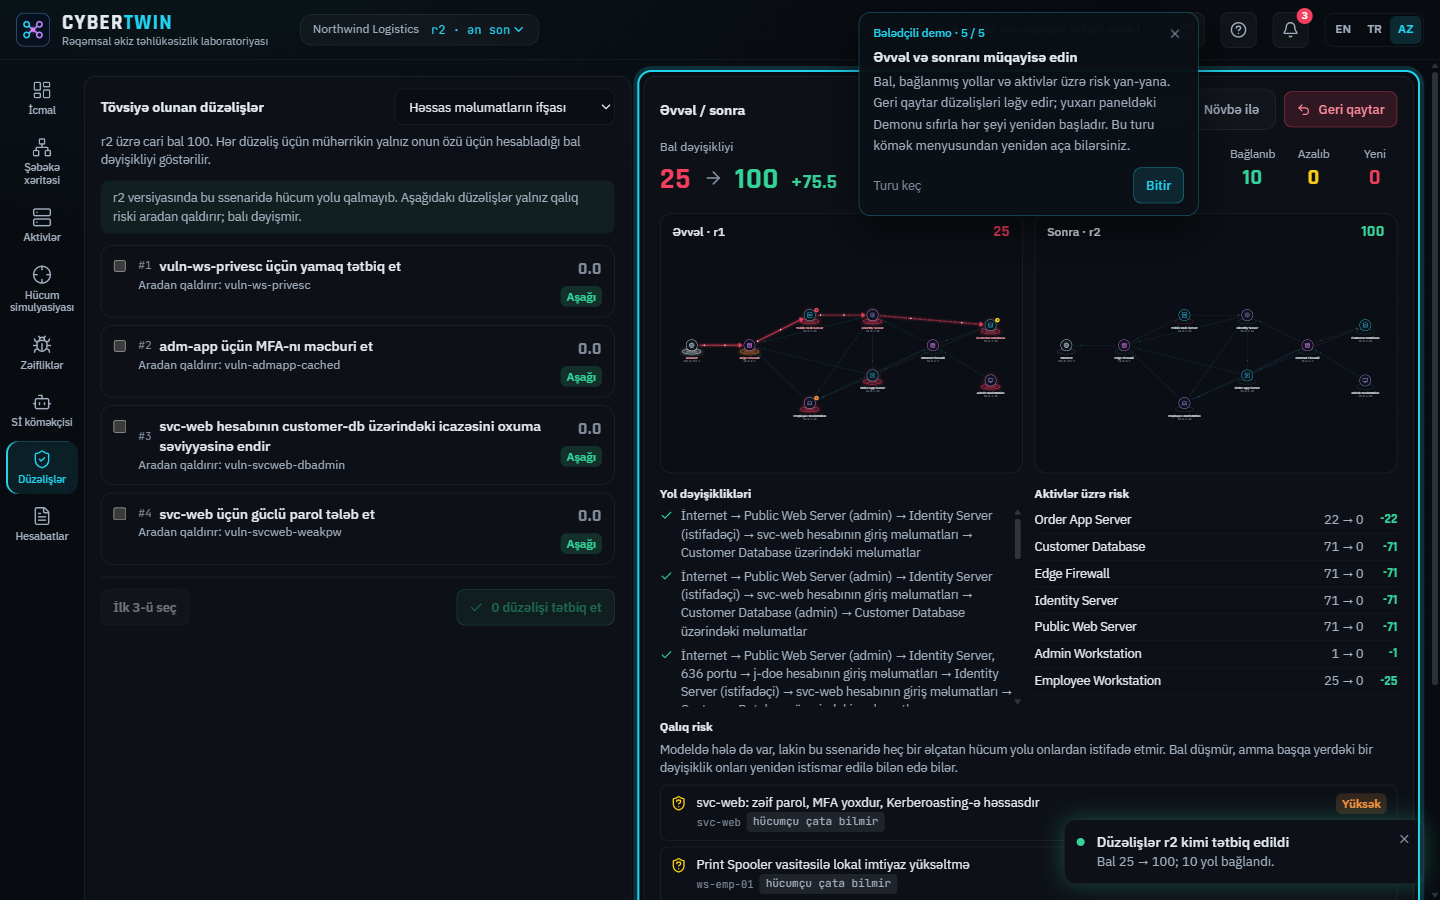 CYBERTWIN
Rəqəmsal əkiz təhlükəsizlik laboratoriyası
Northwind Logistics r2 · ən son
3
EN TR AZ
İcmal
Şəbəkə
xəritəsi
Aktivlər
Hücum
simulyasiyası
Zəifliklər
Sİ köməkçisi
Düzəlişlər
Hesabatlar
Tövsiyə olunan düzəlişlər
Həssas məlumatların ifşası
r2 üzrə cari bal 100. Hər düzəliş üçün mühərrikin yalnız onun özü üçün hesabladığı bal
dəyişikliyi göstərilir.
r2 versiyasında bu ssenaridə hücum yolu qalmayıb. Aşağıdakı düzəlişlər yalnız qalıq
riski aradan qaldırır; balı dəyişmir.
#1 vuln-ws-privesc üçün yamaq tətbiq et 0.0
Aradan qaldırır: vuln-ws-privesc
Aşağı
#2 adm-app üçün MFA-nı məcburi et 0.0
Aradan qaldırır: vuln-admapp-cached
Aşağı
#3 svc-web hesabının customer-db üzərindəki icazəsini oxuma
səviyyəsinə endir
0.0
Aradan qaldırır: vuln-svcweb-dbadmin
Aşağı
#4 svc-web üçün güclü parol tələb et 0.0
Aradan qaldırır: vuln-svcweb-weakpw
Aşağı
İlk 3-ü seç
0 düzəlişi tətbiq et
Bələdçili demo · 5 / 5
Əvvəl və sonranı müqayisə edin
Bal, bağlanmış yollar və aktivlər üzrə risk yan-yana.
Geri qaytar düzəlişləri ləğv edir; yuxarı paneldəki
Demonu sıfırla hər şeyi yenidən başladır. Bu turu
kömək menyusundan yenidən aça bilərsiniz.
Turu keç
Bitir
Əvvəl / sonra
Növbə ilə
Geri qaytar
Bal dəyişikliyi
25 → 100 +75.5
Bağlanıb Azalıb Yeni
10 0 0
Əvvəl · r1 25
Sonra · r2 100
Yol dəyişiklikləri
İnternet → Public Web Server (admin) → Identity Server
(istifadəçi) → svc-web hesabının giriş məlumatları →
Customer Database üzərindəki məlumatlar
İnternet → Public Web Server (admin) → Identity Server
(istifadəçi) → svc-web hesabının giriş məlumatları →
Customer Database (admin) → Customer Database
üzərindəki məlumatlar
İnternet → Public Web Server (admin) → Identity Server,
636 portu → j-doe hesabının giriş məlumatları → Identity
Server (istifadəçi) → svc-web hesabının giriş məlumatları →
Aktivlər üzrə risk
Order App Server 22 → 0 -22
Customer Database 71 → 0 -71
Edge Firewall 71 → 0 -71
Identity Server 71 → 0 -71
Public Web Server 71 → 0 -71
Admin Workstation 1 → 0 -1
Employee Workstation 25 → 0 -25
Qalıq risk
Modeldə hələ də var, lakin bu ssenaridə heç bir əlçatan hücum yolu onlardan istifadə etmir. Bal düşmür, amma başqa yerdəki bir
dəyişiklik onları yenidən istismar edilə bilən edə bilər.
svc-web: zəif parol, MFA yoxdur, Kerberoasting-ə həssasdır
Yüksək
svc-web hücumçu çata bilmir
Print Spooler vasitəsilə lokal imtiyaz yüksəltmə
ws-emp-01 hücumçu çata bilmir
Düzəlişlər r2 kimi tətbiq edildi
Bal 25 → 100; 10 yol bağlandı.